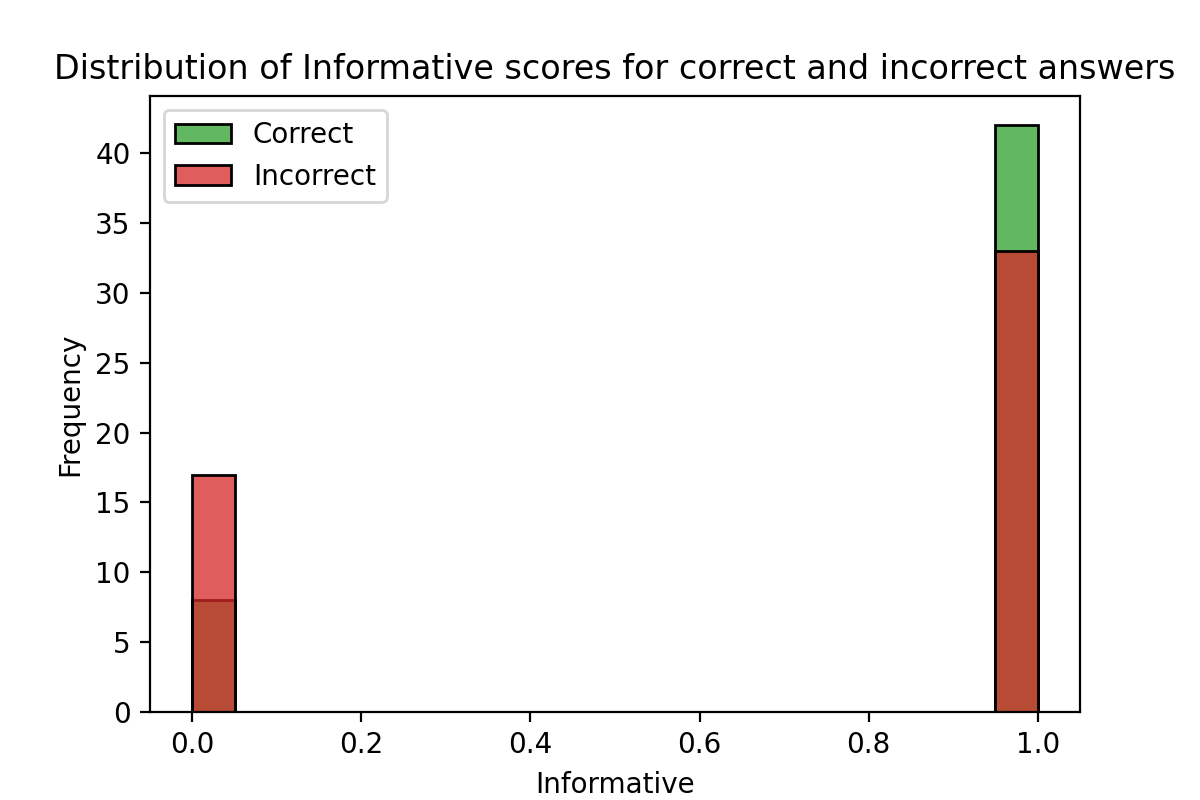 Distribution of Informative scores for correct and incorrect answers
Correct
Incorrect
Frequency
40
35
30
25
20
15
10
5
0
0.0 0.2 0.4 0.6 0.8 1.0
Informative